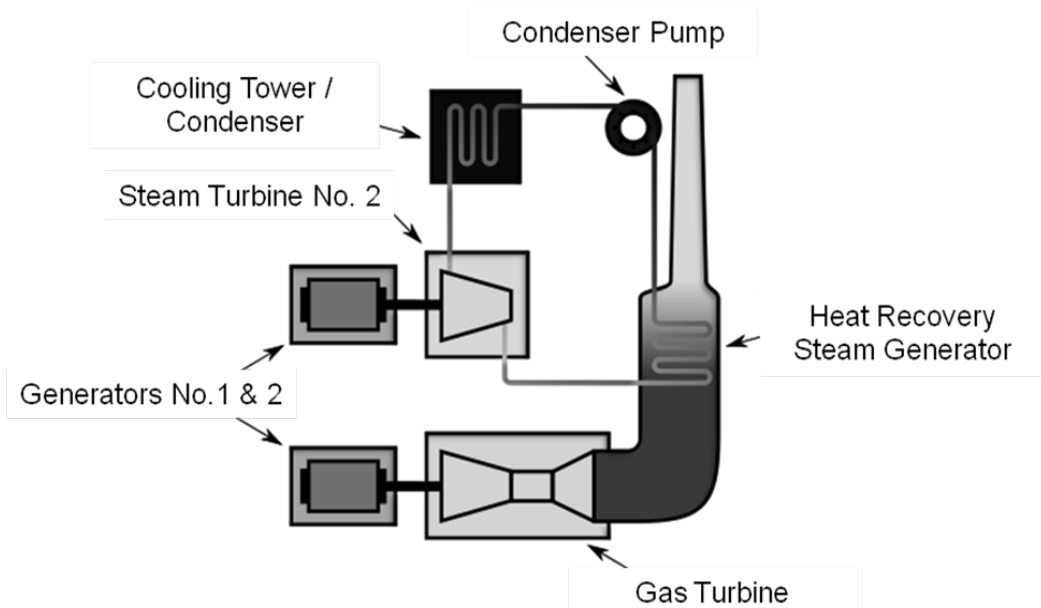 Condenser Pump
Cooling Tower /
Condenser
Steam Turbine No. 2
Heat Recovery
Steam Generator
Generators No.1 & 2
Gas Turbine